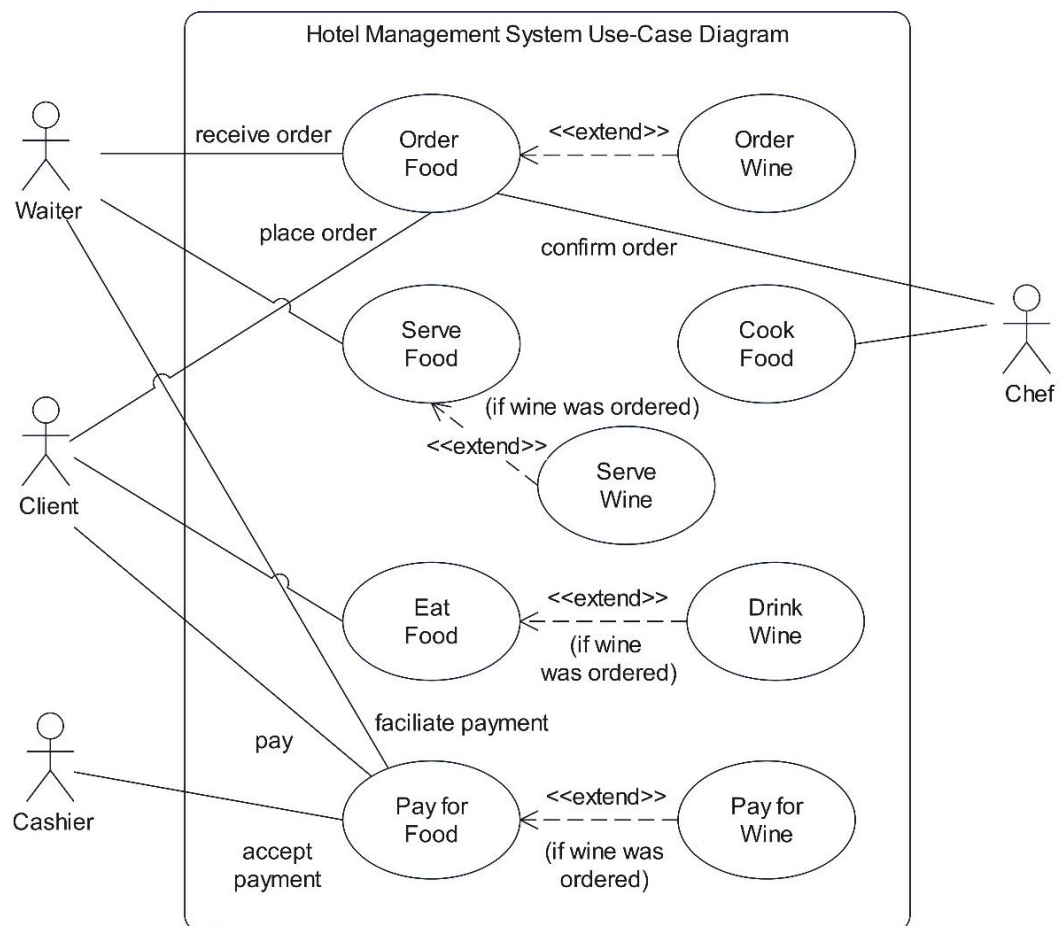 Hotel Management System Use-Case Diagram
receive order
Order
Food
<<extend>>
Order
Wine
Waiter
place order
confirm order
Serve
Food
Cook
Food
Chef
(if wine was ordered)
<<extend>>
Serve
Wine
Client
Eat
Food
<<extend>>
(if wine
was ordered)
Drink
Wine
faciliate payment
pay
Cashier
accept
payment
Pay for
Food
<<extend>>
(if wine was
ordered)
Pay for
Wine